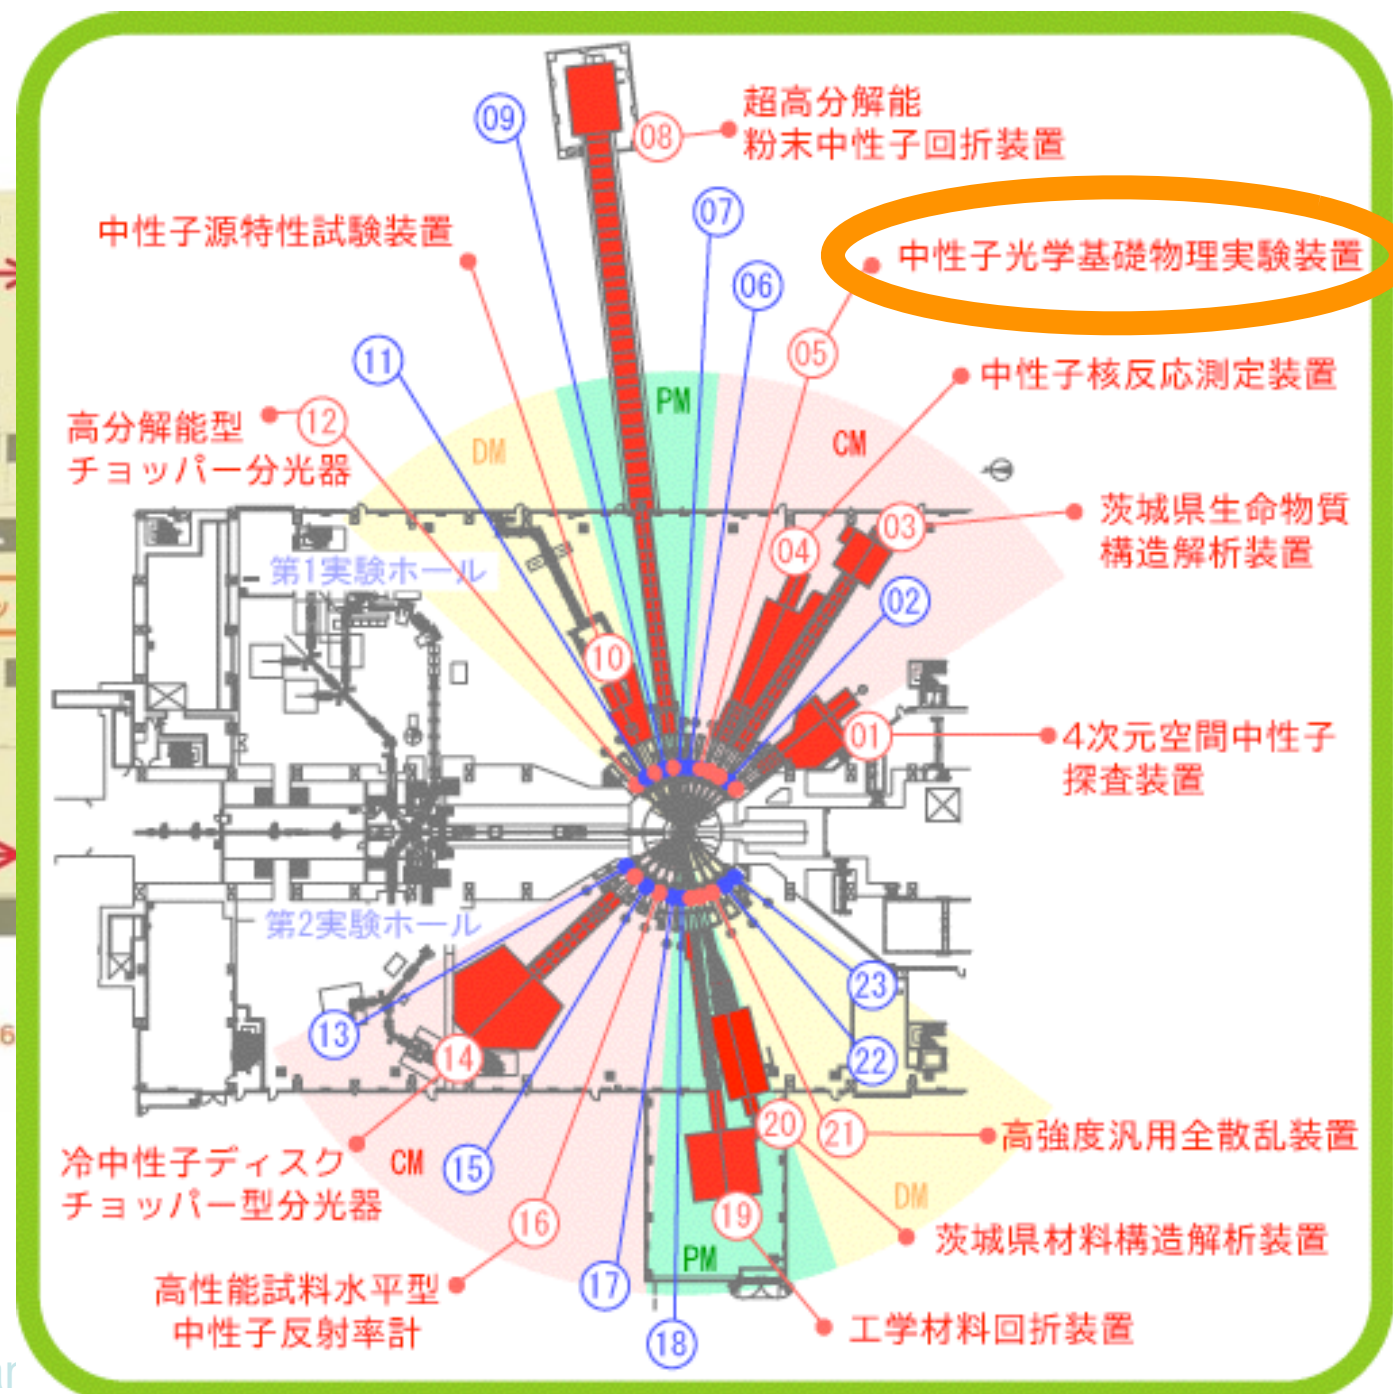 09
08
超高分解能
粉末中性子回折装置
07
中性子源特性試験装置
中性子光学基礎物理実験装置
06
05
11
中性子核反応測定装置
PM
12
高分解能型
チョッパー分光器
DM
CM
03
茨城県生命物質
構造解析装置
04
第1実験ホール
02
10
01
4次元空間中性子
探査装置
第2実験ホール
23
13
14
22
20
21
高強度汎用全散乱装置
冷中性子ディスク
チョッパー型分光器
CM
15
DM
16
19
茨城県材料構造解析装置
PM
高性能試料水平型
中性子反射率計
17
18
工学材料回折装置
6